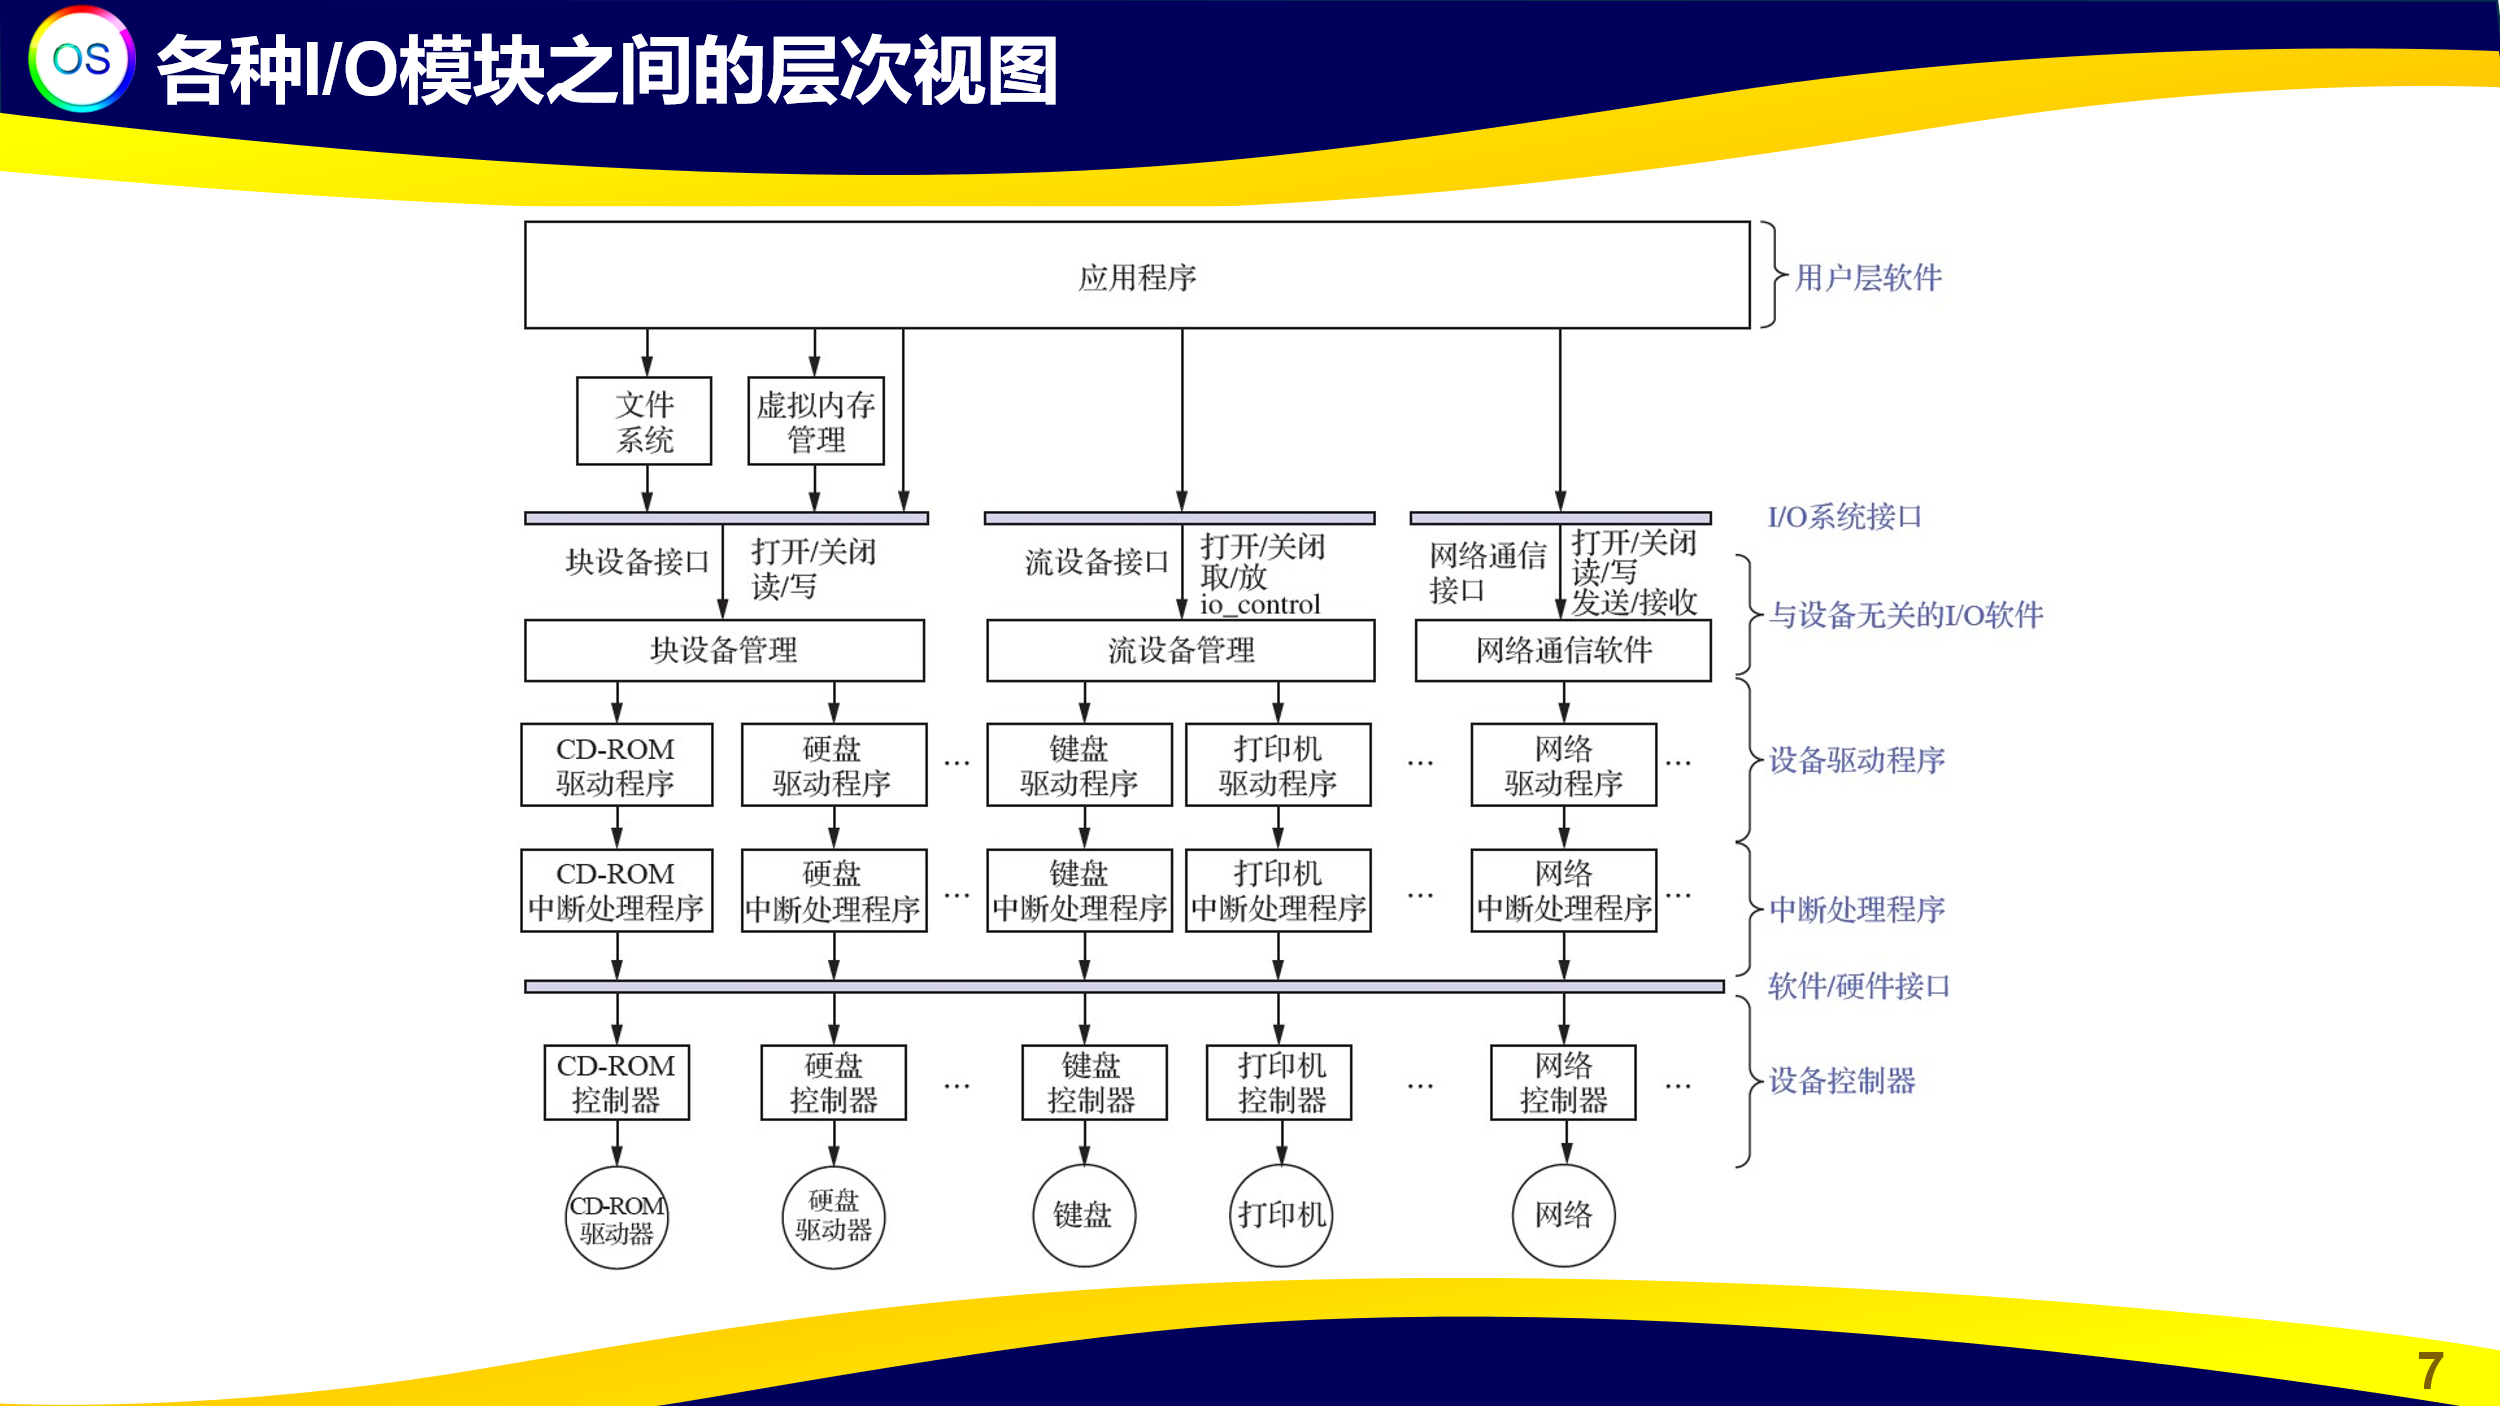 OS
各种I/O模块之间的层次视图
应用程序
用户层软件
文件
系统
虚拟内存
管理
I/O系统接口
块设备接口
打开/关闭
读/写
流设备接口
打开/关闭
取/放
io_control
网络通信
接口
打开/关闭
读/写
发送/接收
与设备无关的I/O软件
块设备管理
流设备管理
网络通信软件
CD-ROM
驱动程序
硬盘
驱动程序
…
键盘
驱动程序
打印机
驱动程序
…
网络
驱动程序
…
设备驱动程序
CD-ROM
中断处理程序
硬盘
中断处理程序
…
键盘
中断处理程序
打印机
中断处理程序
…
网络
中断处理程序
…
中断处理程序
软件/硬件接口
CD-ROM
控制器
硬盘
控制器
…
键盘
控制器
打印机
控制器
…
网络
控制器
…
设备控制器
CD-ROM
驱动器
硬盘
驱动器
键盘
打印机
网络
7